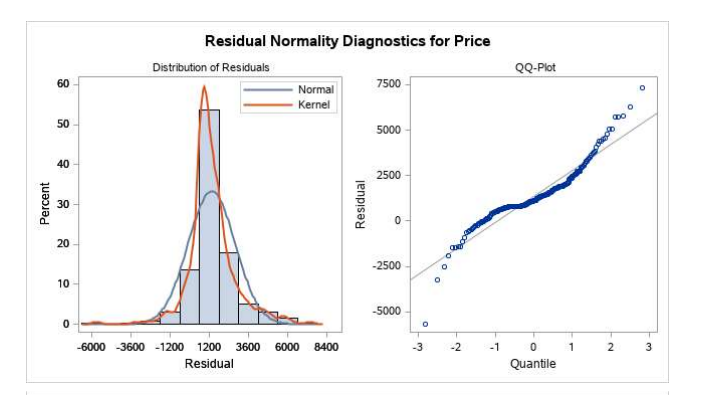 Residual Normality Diagnostics for Price
Distribution of Residuals
QQ-Plot
Normal
Kernel
60
50
40
30
20
10
0
Percent
-6000 -3600 -1200 1200 3600 6000 8400
Residual
7500
5000
2500
0
-2500
-5000
Residual
-3 -2 -1 0 1 2 3
Quantile